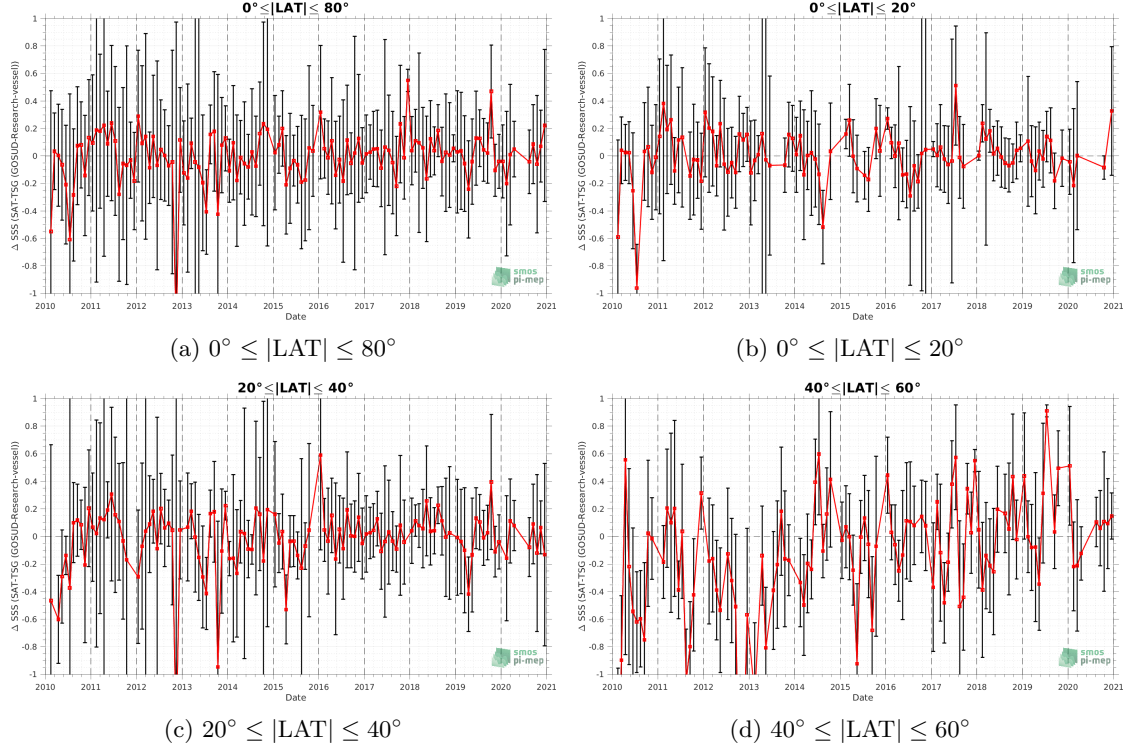 0°≤|LAT|≤ 80°
Δ SSS (SAT-TSG (GOSUD-Research-vessel))
1
0.8
0.6
0.4
0.2
0
-0.2
-0.4
-0.6
-0.8
-1
2010 2011 2012 2013 2014 2015 2016 2017 2018 2019 2020 2021
Date
smos
pi-mep
(a) 0° ≤ |LAT| ≤ 80°
0°≤|LAT|≤ 20°
Δ SSS (SAT-TSG (GOSUD-Research-vessel))
1
0.8
0.6
0.4
0.2
0
-0.2
-0.4
-0.6
-0.8
-1
2010 2011 2012 2013 2014 2015 2016 2017 2018 2019 2020 2021
Date
smos
pi-mep
(b) 0° ≤ |LAT| ≤ 20°
20°≤|LAT|≤ 40°
Δ SSS (SAT-TSG (GOSUD-Research-vessel))
1
0.8
0.6
0.4
0.2
0
-0.2
-0.4
-0.6
-0.8
-1
2010 2011 2012 2013 2014 2015 2016 2017 2018 2019 2020 2021
Date
smos
pi-mep
(c) 20° ≤ |LAT| ≤ 40°
40°≤|LAT|≤ 60°
Δ SSS (SAT-TSG (GOSUD-Research-vessel))
1
0.8
0.6
0.4
0.2
0
-0.2
-0.4
-0.6
-0.8
-1
2010 2011 2012 2013 2014 2015 2016 2017 2018 2019 2020 2021
Date
smos
pi-mep
(d) 40° ≤ |LAT| ≤ 60°